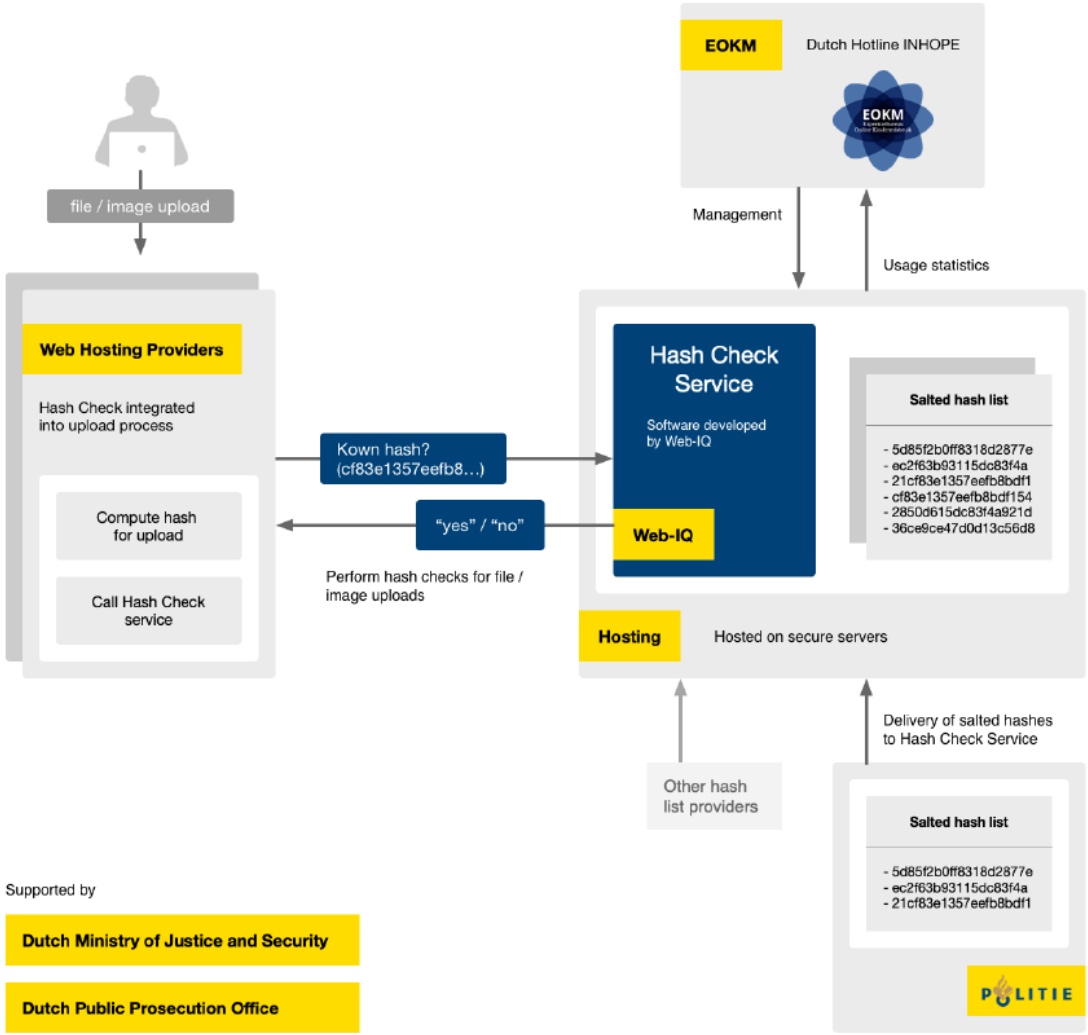 EOKM
Dutch Hotline INHOPE
EOKM
Expertisebureau
Online Kindermisbruik
file / image upload
Management
Usage statistics
Web Hosting Providers
Hash Check integrated
into upload process
Compute hash
for upload
Call Hash Check
service
Kown hash?
(cf83e1357eefb8...)
"yes" / "no"
Perform hash checks for file /
image uploads
Hash Check
Service
Software developed
by Web-IQ
Web-IQ
Salted hash list
- 5d85f2b0ff8318d2877e
- ec2f63b93115dc83f4a
- 21cf83e1357eefb8bdf1
- cf83e1357eefb8bdf154
- 2850d615dc83f4a921d
- 36ce9ce47d0d13c56d8
Hosting
Hosted on secure servers
Other hash
list providers
Delivery of salted hashes
to Hash Check Service
Salted hash list
- 5d85f2b0ff8318d2877e
- ec2f63b93115dc83f4a
- 21cf83e1357eefb8bdf1
POLITIE
Supported by
Dutch Ministry of Justice and Security
Dutch Public Prosecution Office